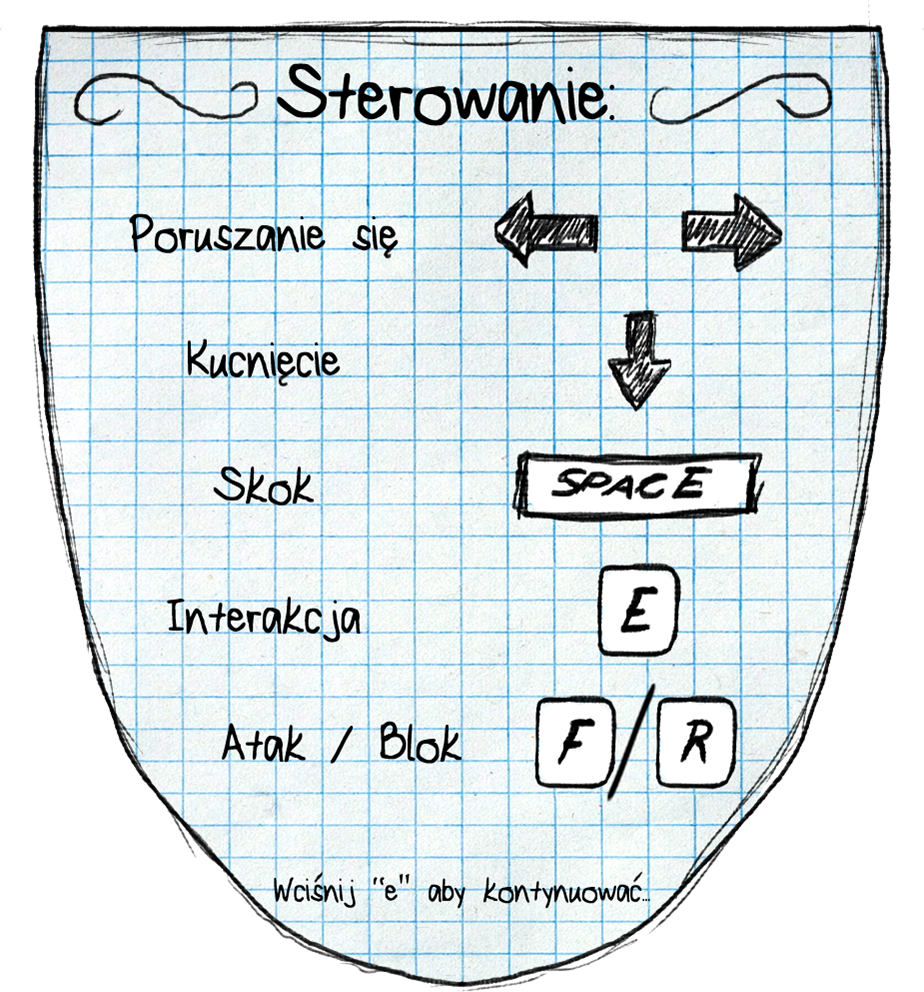 Sterowanie:
Poruszanie się
Kucnięcie
Skok SPACE
Interakcja E
Atak / Blok F / R
Wciśnij "e" aby kontynuować...